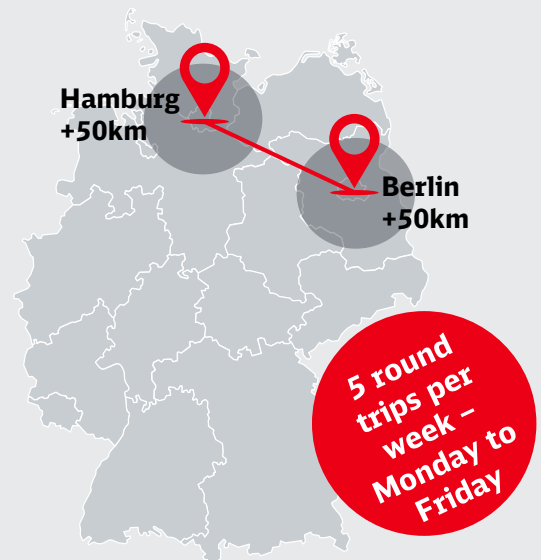 Hamburg
+50km
Berlin
+50km
5 round
trips per
week –
Monday to
Friday